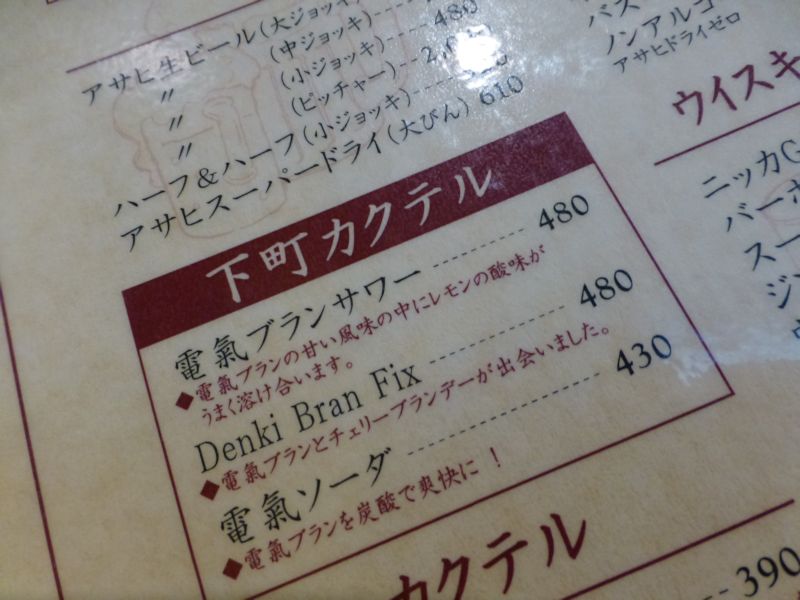 アサヒ生ビール(大ジョッキ)
〃 (中ジョッキ) 480
〃 (小ジョッキ)
〃 (ピッチャー)
ハーフ&ハーフ(小ジョッキ)
アサヒスーパードライ(大びん) 610
下町カクテル
電氣ブランサワー 480
◆電氣ブランの甘い風味の中にレモンの酸味が
うまく溶け合います。
Denki Bran Fix 480
◆電氣ブランとチェリーブランデーが出会いました。
電氣ソーダ 430
◆電氣ブランを炭酸で爽快に!
カクテル
390
ノンアルコ
アサヒドライゼロ
ウイスキ
ニッカG
バーボ
スー
ジン